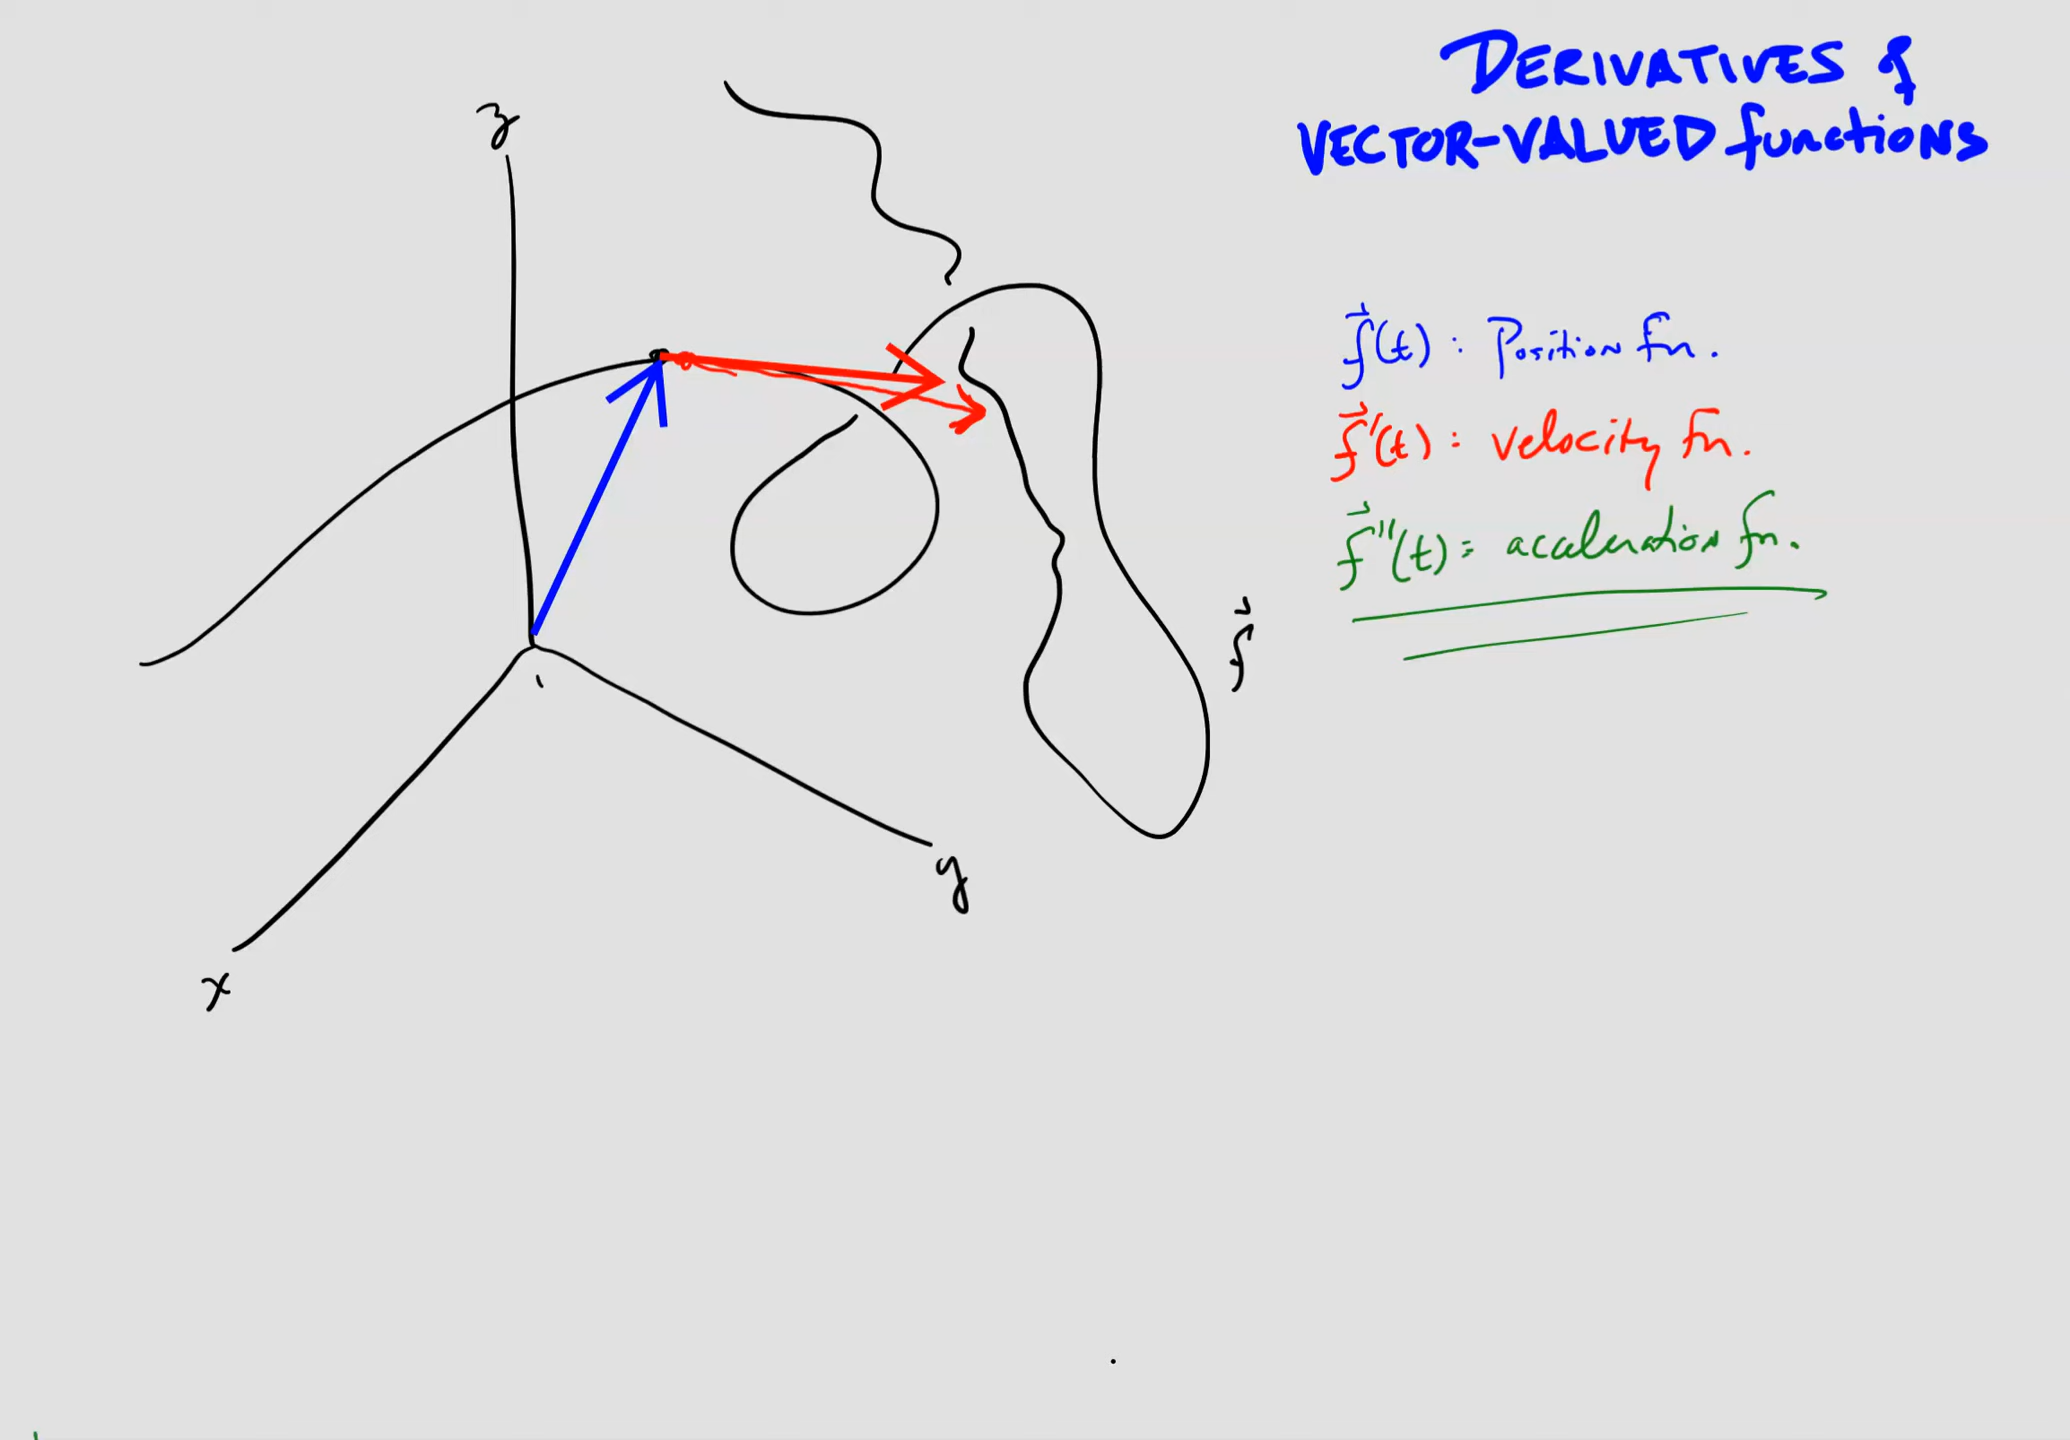 DERIVATIVES of
VECTOR-VALUED functions
z
f⃗(t) : Position fn.
f⃗'(t) : velocity fn.
f⃗''(t) : acceleration fn.
f⃗
y
x